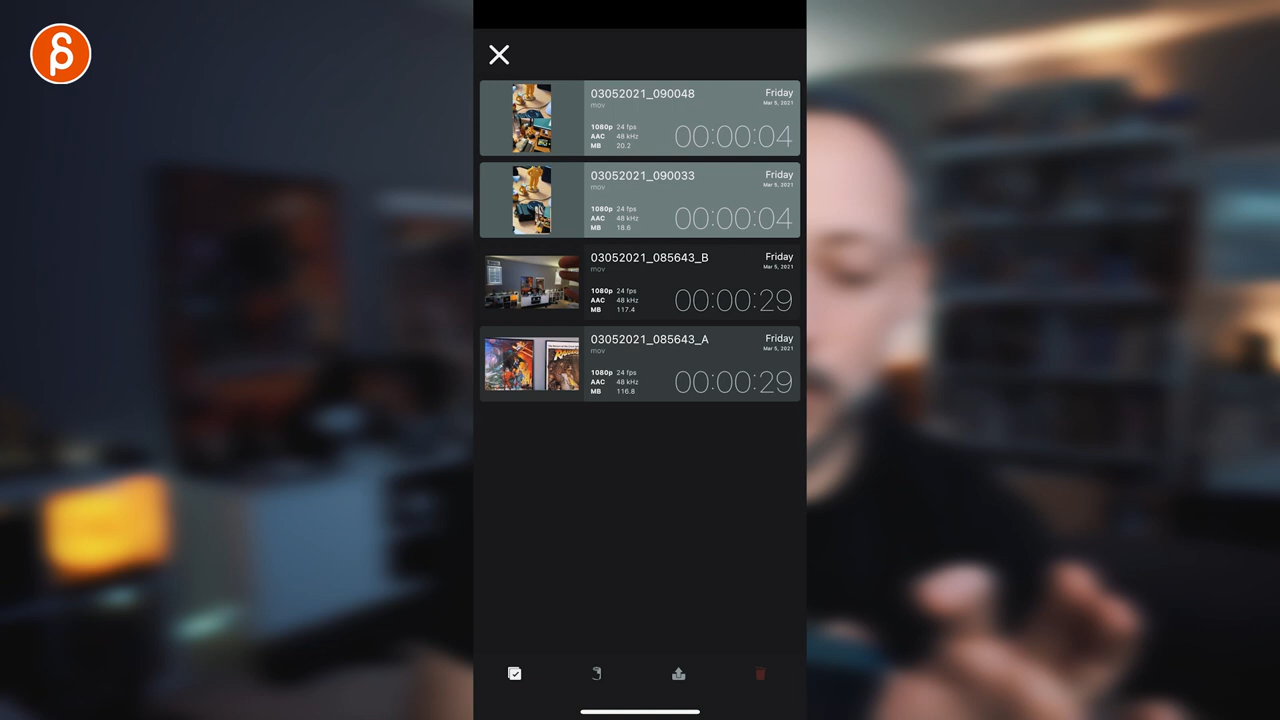 03052021_090048
Friday
mov
Mar 5, 2021
1080p 24 fps
AAC 48 kHz
MB 20.2
00:00:04
03052021_090033
Friday
mov
Mar 5, 2021
1080p 24 fps
AAC 48 kHz
MB 18.6
00:00:04
03052021_085643_B
Friday
mov
Mar 5, 2021
1080p 24 fps
AAC 48 kHz
MB 117.4
00:00:29
03052021_085643_A
Friday
mov
Mar 5, 2021
1080p 24 fps
AAC 48 kHz
MB 116.8
00:00:29